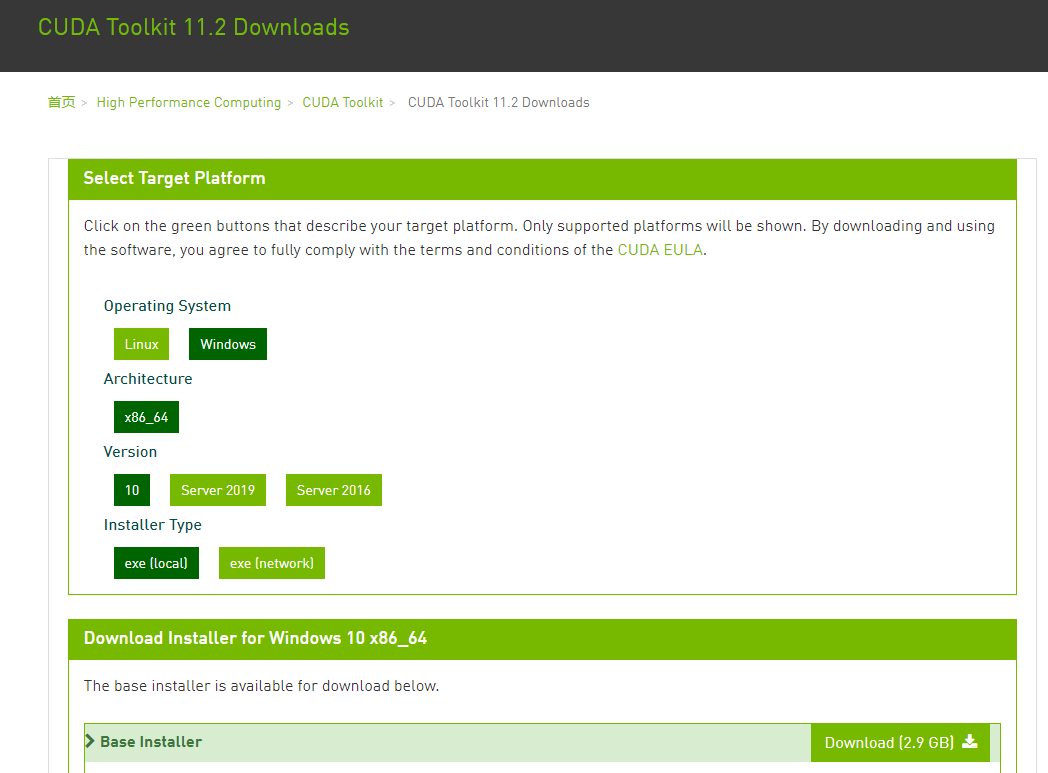 CUDA Toolkit 11.2 Downloads
首页 > High Performance Computing > CUDA Toolkit > CUDA Toolkit 11.2 Downloads
Select Target Platform
Click on the green buttons that describe your target platform. Only supported platforms will be shown. By downloading and using
the software, you agree to fully comply with the terms and conditions of the CUDA EULA.
Operating System
Linux Windows
Architecture
x86_64
Version
10 Server 2019 Server 2016
Installer Type
exe (local) exe (network)
Download Installer for Windows 10 x86_64
The base installer is available for download below.
Base Installer Download (2.9 GB)